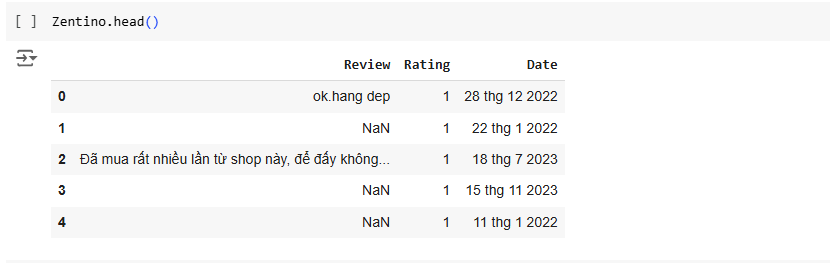 [ ] Zentino.head()
Review Rating Date
0 ok.hang dep 1 28 thg 12 2022
1 NaN 1 22 thg 1 2022
2 Đã mua rất nhiều lần từ shop này, để đấy không... 1 18 thg 7 2023
3 NaN 1 15 thg 11 2023
4 NaN 1 11 thg 1 2022